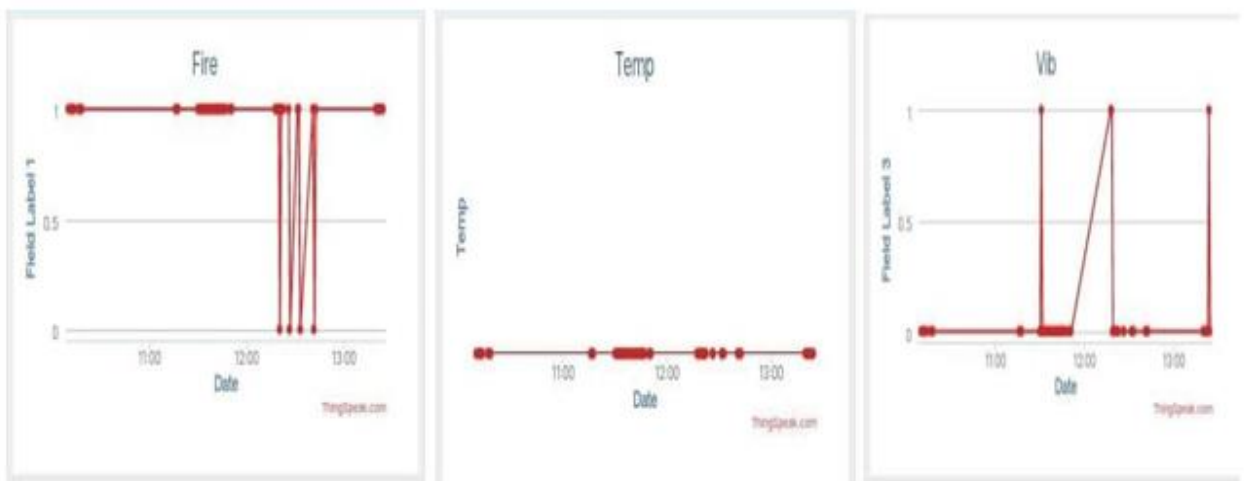 Fire
1
0.5
0
Field Label 1
11:00 12:00 13:00
Date
ThingSpeak.com
Temp
Temp
11:00 12:00 13:00
Date
ThingSpeak.com
Vib
1
0.5
0
Field Label 3
11:00 12:00 13:00
Date
ThingSpeak.com